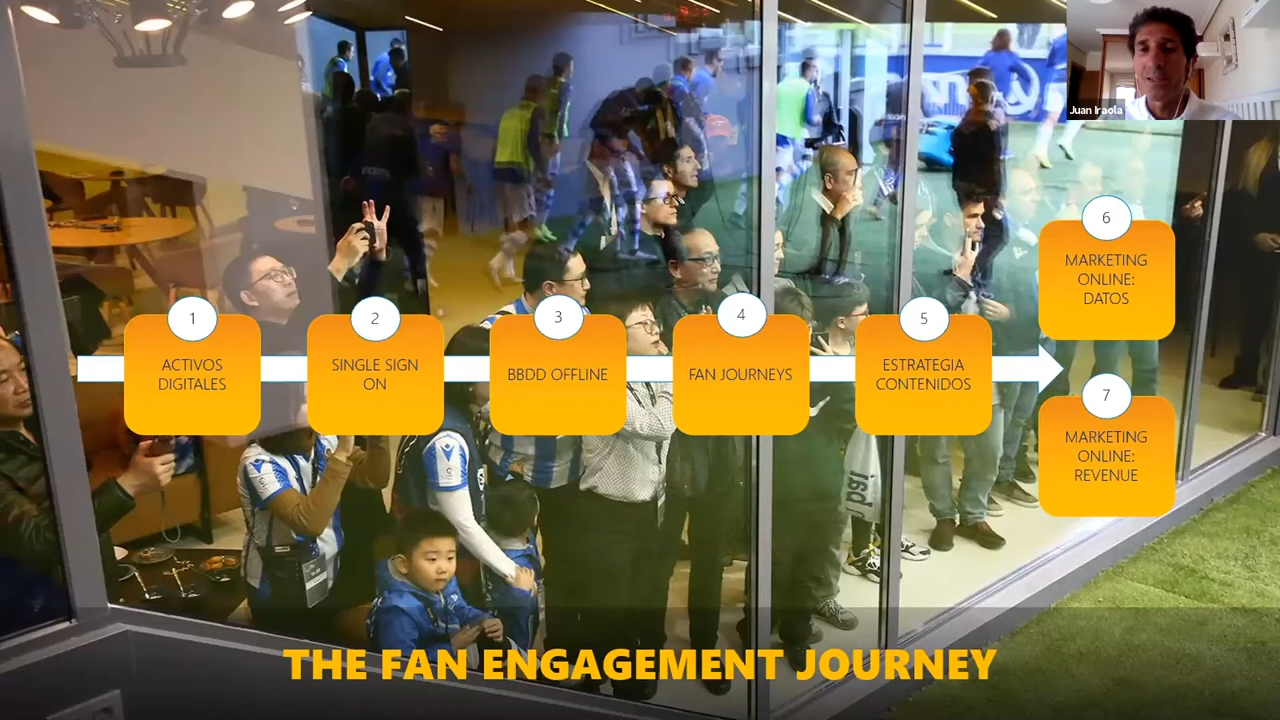 Juan Iraola
1
ACTIVOS
DIGITALES
2
SINGLE SIGN
ON
3
BBDD OFFLINE
4
FAN JOURNEYS
5
ESTRATEGIA
CONTENIDOS
6
MARKETING
ONLINE:
DATOS
7
MARKETING
ONLINE:
REVENUE
THE FAN ENGAGEMENT JOURNEY